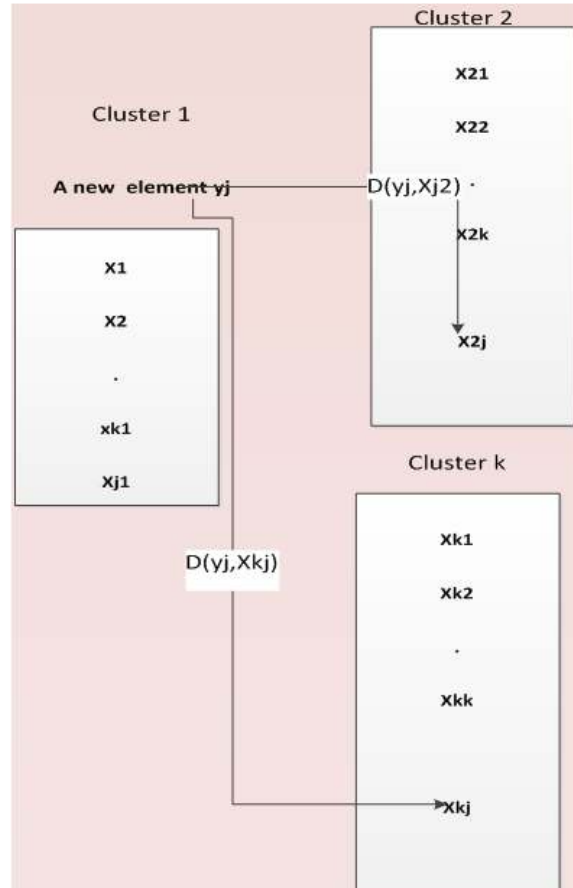 Cluster 2
X21
X22
.
X2k
X2j
Cluster 1
A new element yj
D(yj,Xj2)
X1
X2
.
xk1
Xj1
D(yj,Xkj)
Cluster k
Xk1
Xk2
.
Xkk
Xkj